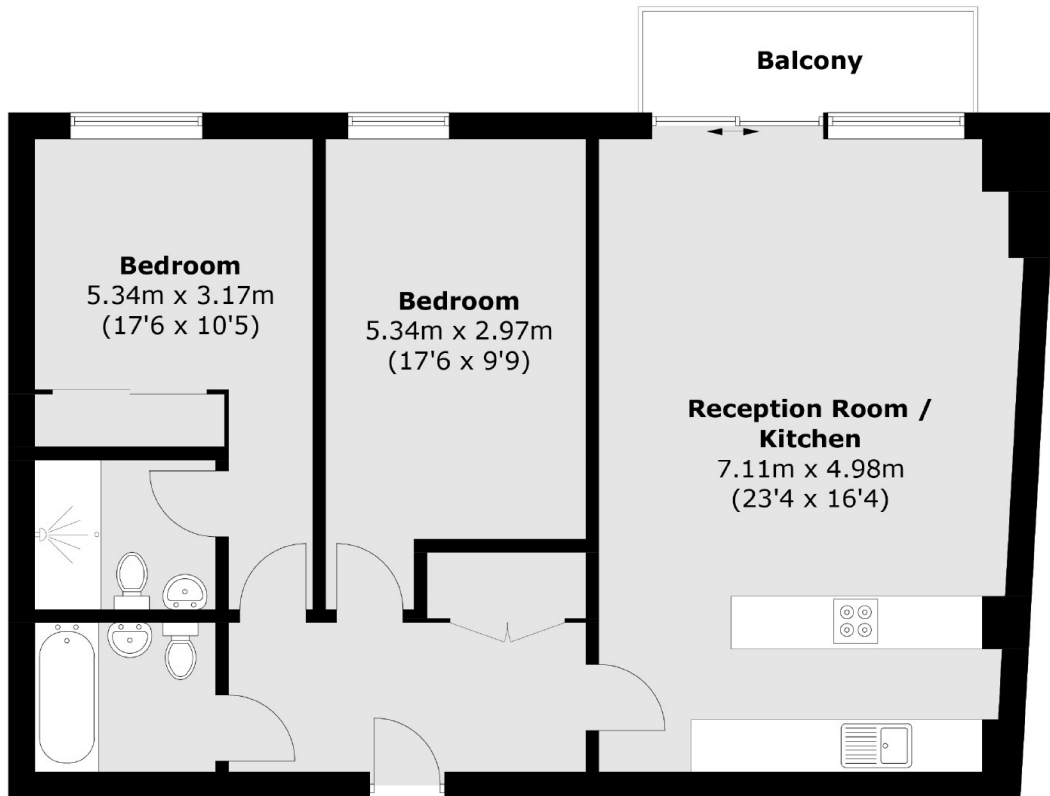 Balcony
Bedroom
5.34m x 3.17m
(17'6 x 10'5)
Bedroom
5.34m x 2.97m
(17'6 x 9'9)
Reception Room /
Kitchen
7.11m x 4.98m
(23'4 x 16'4)